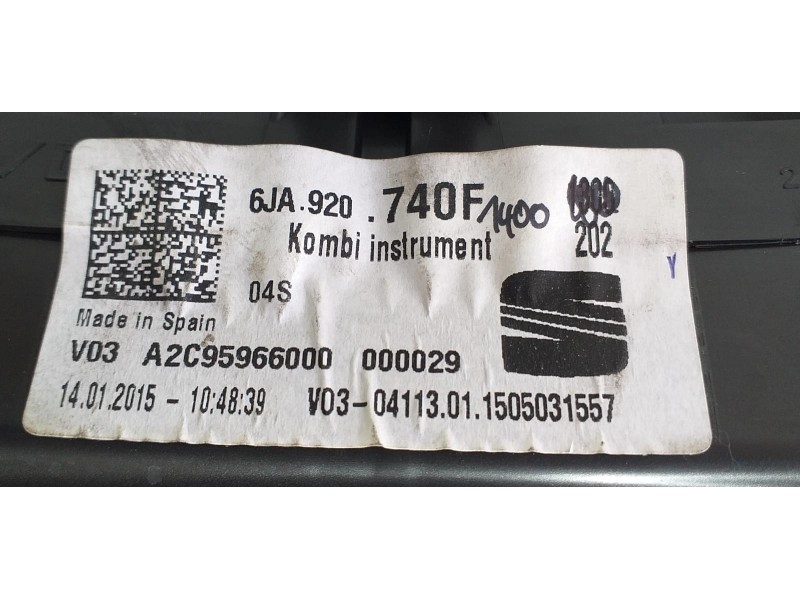 6JA.920 .740F 1400
Kombi instrument 202
04S
Made in Spain
V03 A2C95966000 000029
14.01.2015 - 10:48:39 V03-04113.01.1505031557
Y
2